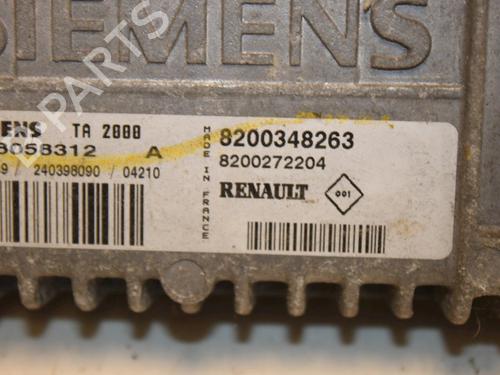 SIEMENS
B-PARTS
ENS TA 2000
8058312 A
9 / 240398090 / 04210
MADE IN FRANCE
8200348263
8200272204
RENAULT
001